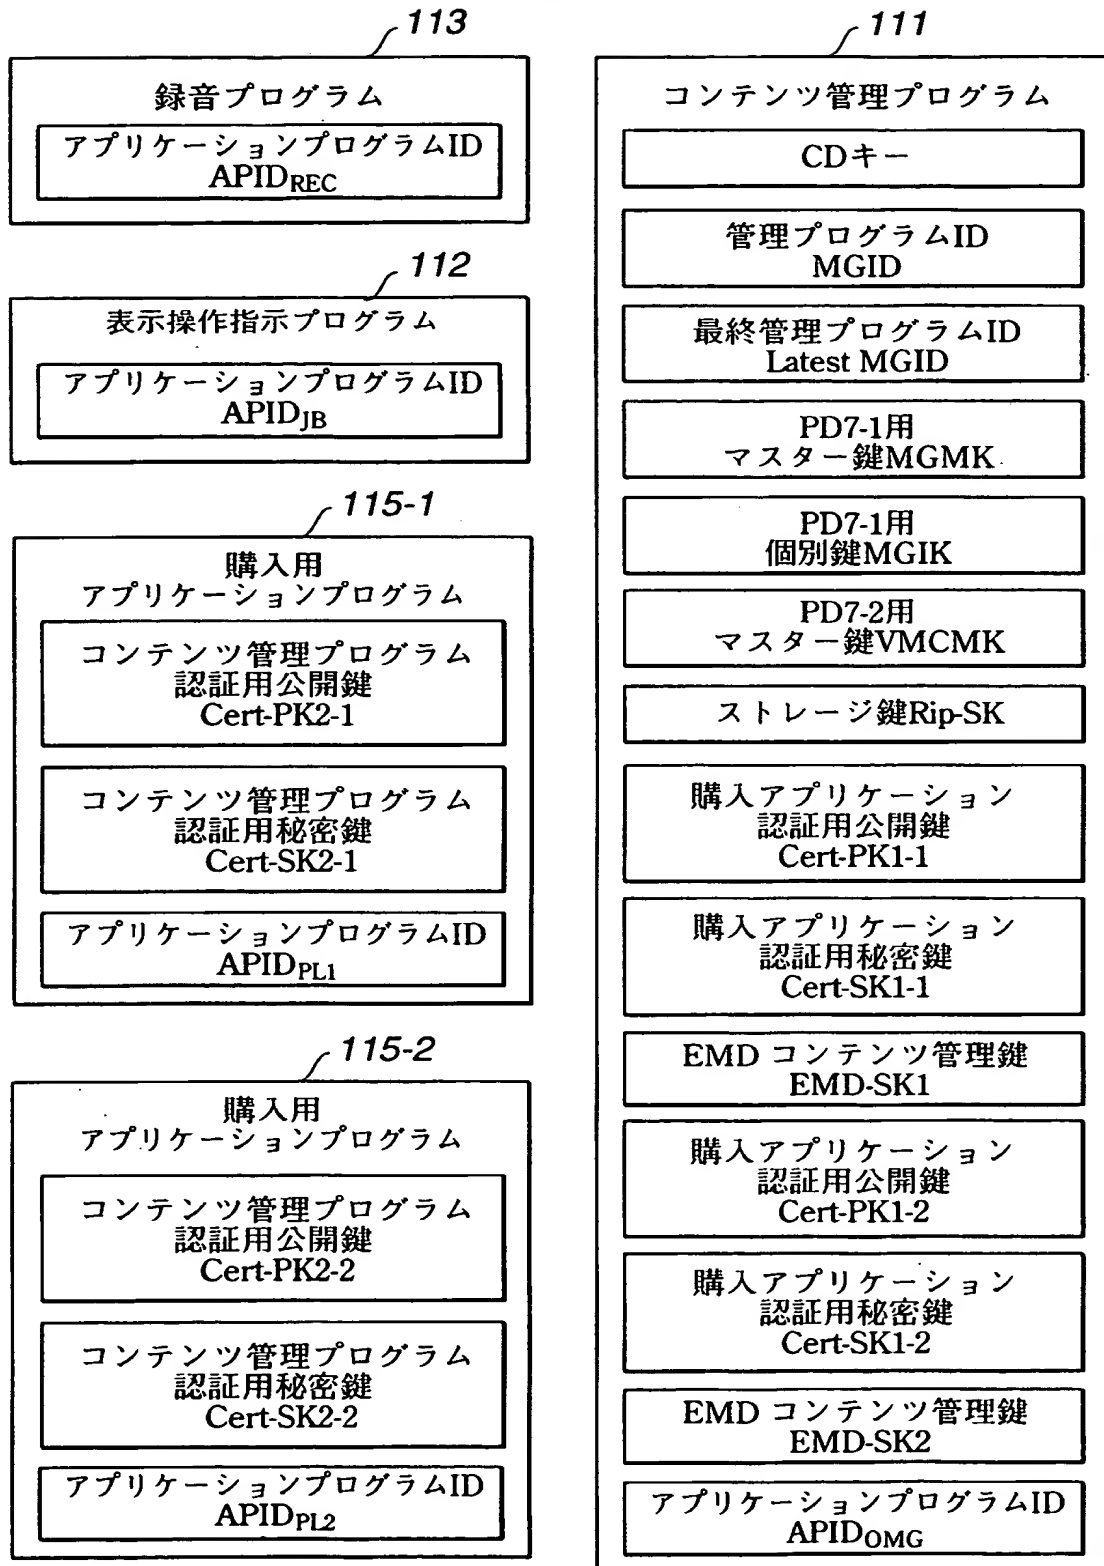 113
録音プログラム
アプリケーションプログラムID
APIDREC
112
表示操作指示プログラム
アプリケーションプログラムID
APIDJB
115-1
購入用
アプリケーションプログラム
コンテンツ管理プログラム
認証用公開鍵
Cert-PK2-1
コンテンツ管理プログラム
認証用秘密鍵
Cert-SK2-1
アプリケーションプログラムID
APIDPL1
115-2
購入用
アプリケーションプログラム
コンテンツ管理プログラム
認証用公開鍵
Cert-PK2-2
コンテンツ管理プログラム
認証用秘密鍵
Cert-SK2-2
アプリケーションプログラムID
APIDPL2
111
コンテンツ管理プログラム
CDキー
管理プログラムID
MGID
最終管理プログラムID
Latest MGID
PD7-1用
マスター鍵MGMK
PD7-1用
個別鍵MGIK
PD7-2用
マスター鍵VMCMK
ストレージ鍵Rip-SK
購入アプリケーション
認証用公開鍵
Cert-PK1-1
購入アプリケーション
認証用秘密鍵
Cert-SK1-1
EMD コンテンツ管理鍵
EMD-SK1
購入アプリケーション
認証用公開鍵
Cert-PK1-2
購入アプリケーション
認証用秘密鍵
Cert-SK1-2
EMD コンテンツ管理鍵
EMD-SK2
アプリケーションプログラムID
APIDOMG